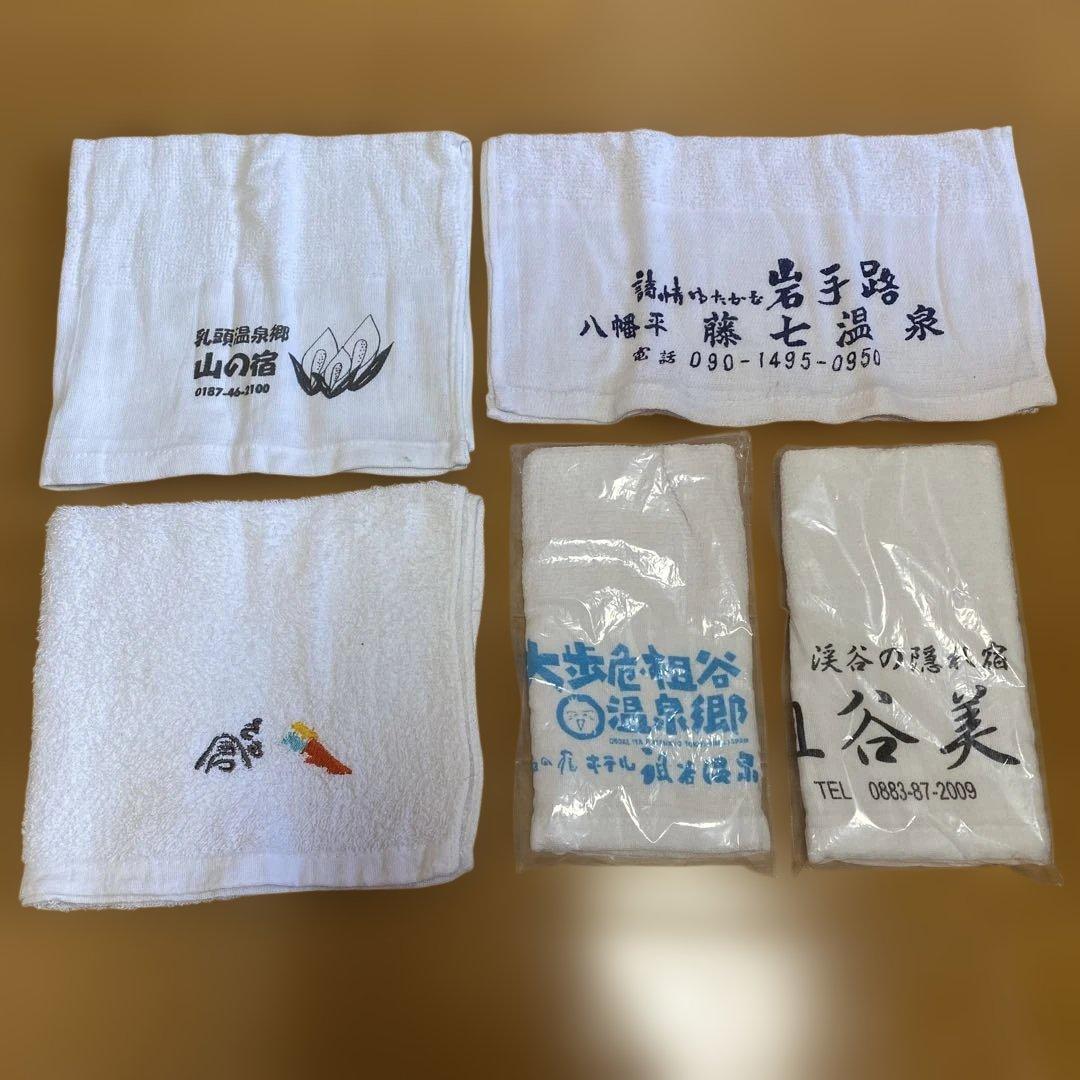 乳頭温泉郷
山の宿
0187-46-2100
詩情ゆたかな 岩手路
八幡平 藤七温泉
電話 090-1495-0950
大歩危・祖谷
温泉郷
ホテル 祖谷温泉
渓谷の隠れ宿
谷美
TEL 0883-87-2009